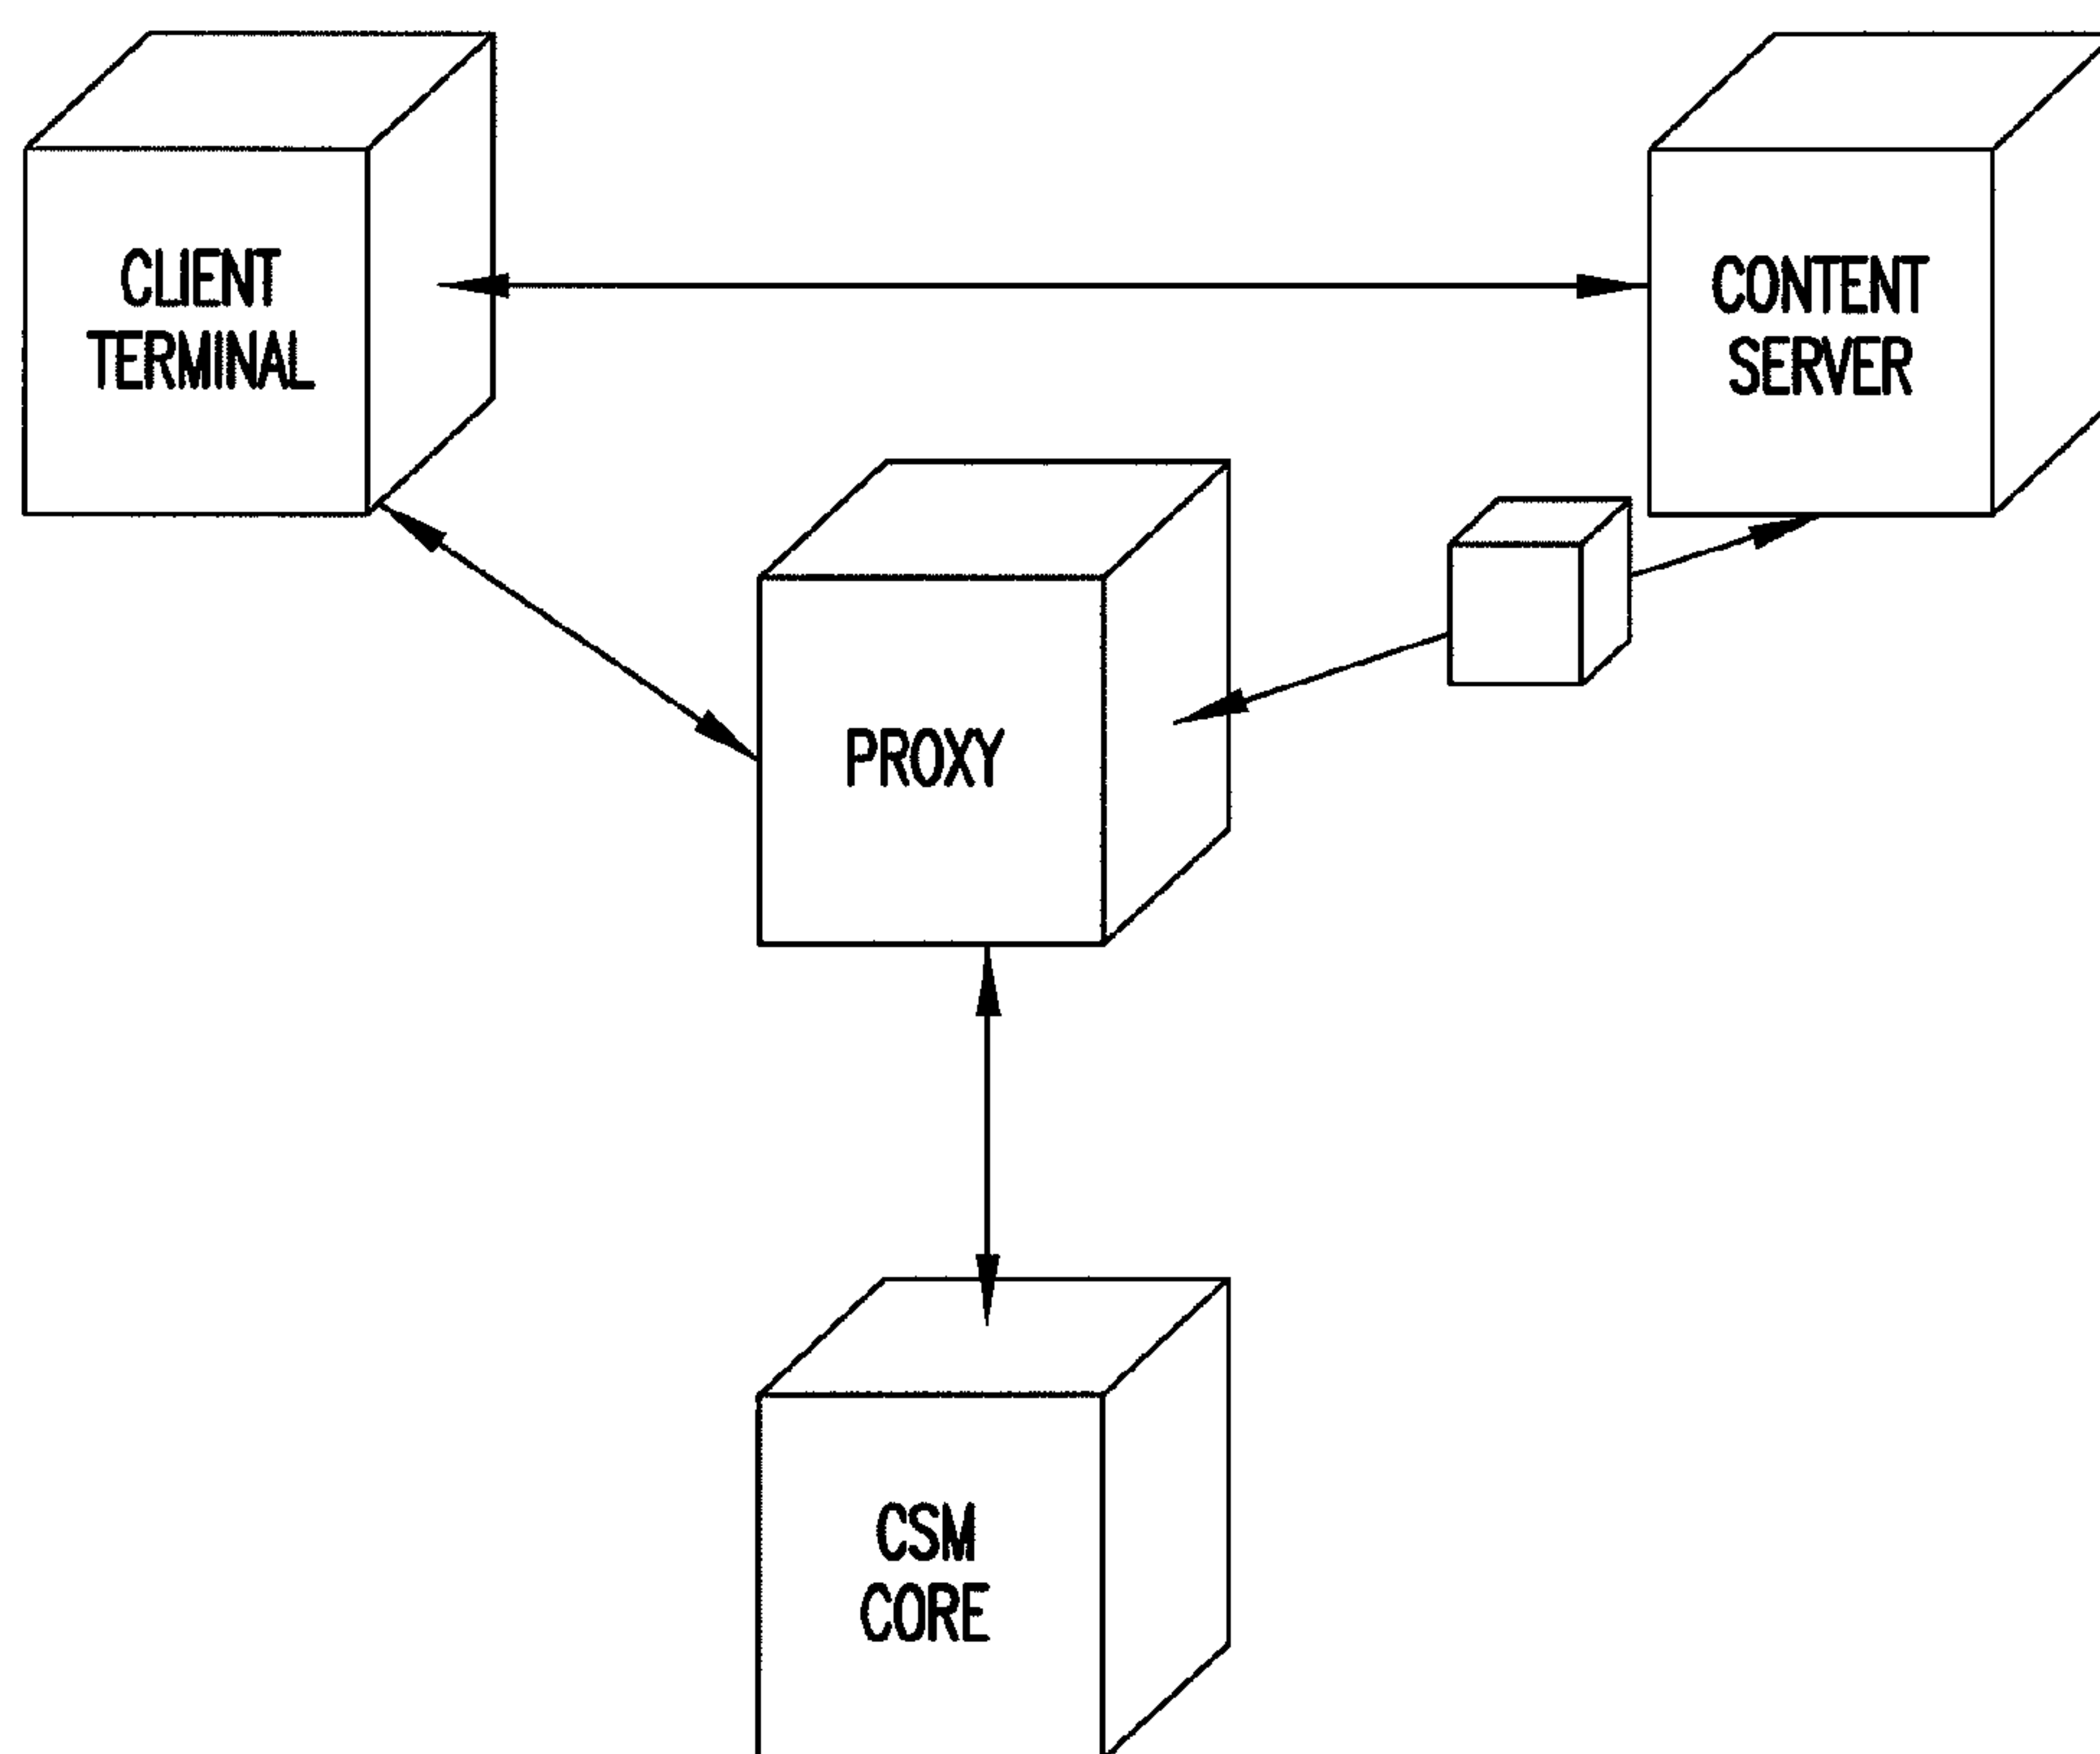 CLIENT
TERMINAL
CONTENT
SERVER
PROXY
CSM
CORE